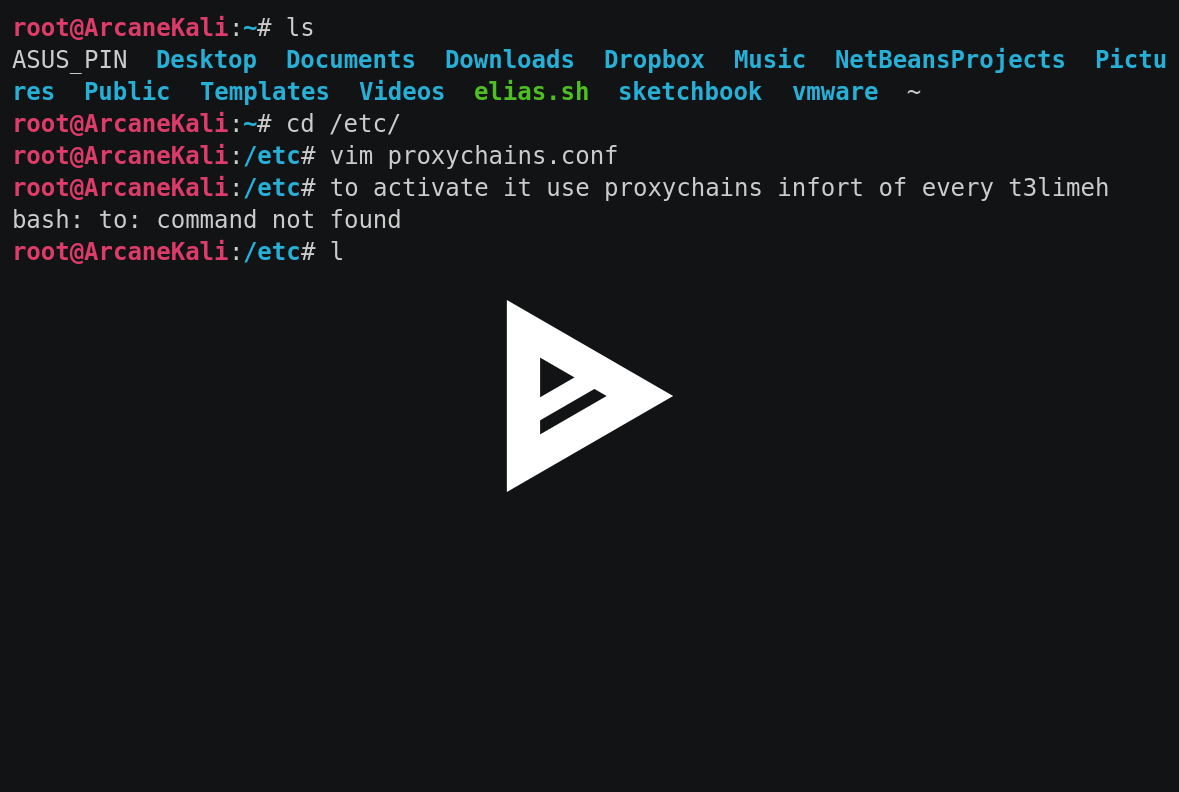 root@ArcaneKali:~# ls
ASUS_PIN  Desktop  Documents  Downloads  Dropbox  Music  NetBeansProjects  Pictu
res  Public  Templates  Videos  elias.sh  sketchbook  vmware  ~
root@ArcaneKali:~# cd /etc/
root@ArcaneKali:/etc# vim proxychains.conf
root@ArcaneKali:/etc# to activate it use proxychains infort of every t3limeh
bash: to: command not found
root@ArcaneKali:/etc# l